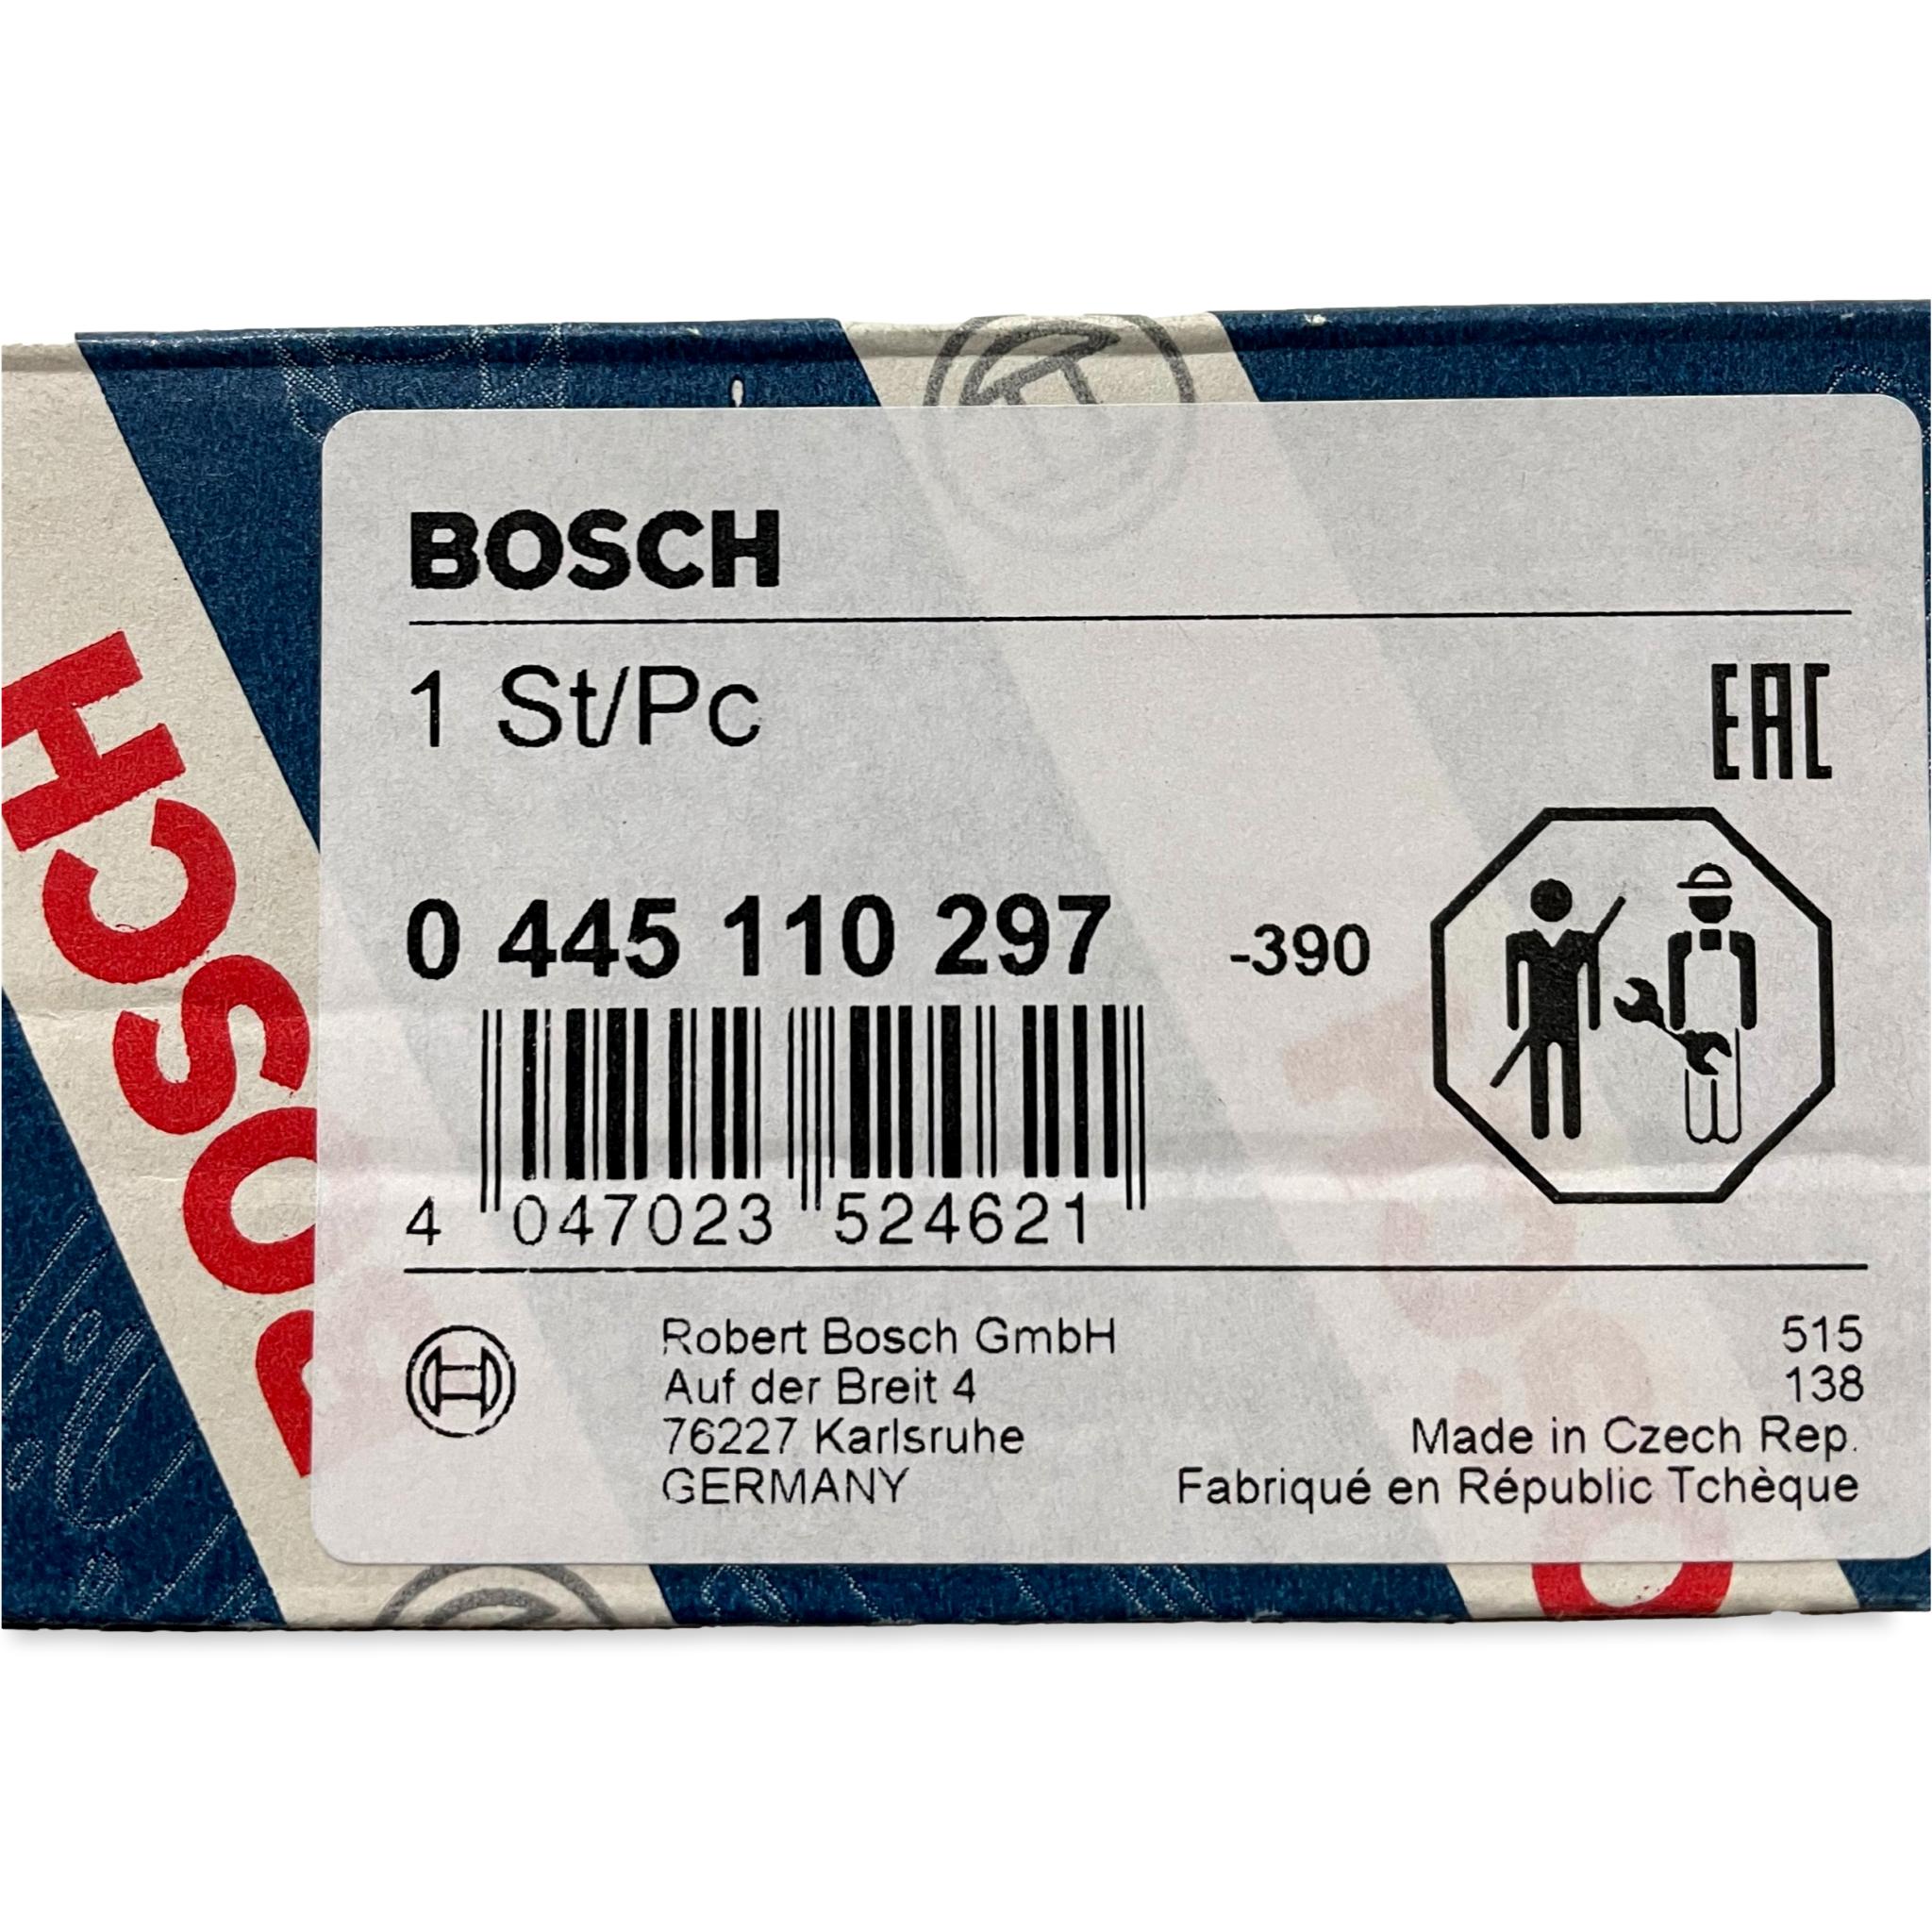 BOSCH
BOSCH
1 St/Pc
EAC
0 445 110 297 -390
4 047023 524621
Robert Bosch GmbH
Auf der Breit 4
76227 Karlsruhe
GERMANY
515
138
Made in Czech Rep.
Fabriqué en République Tchèque